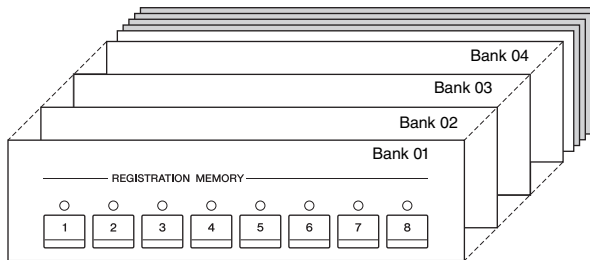 Bank 04
Bank 03
Bank 02
Bank 01
REGISTRATION MEMORY
1 2 3 4 5 6 7 8